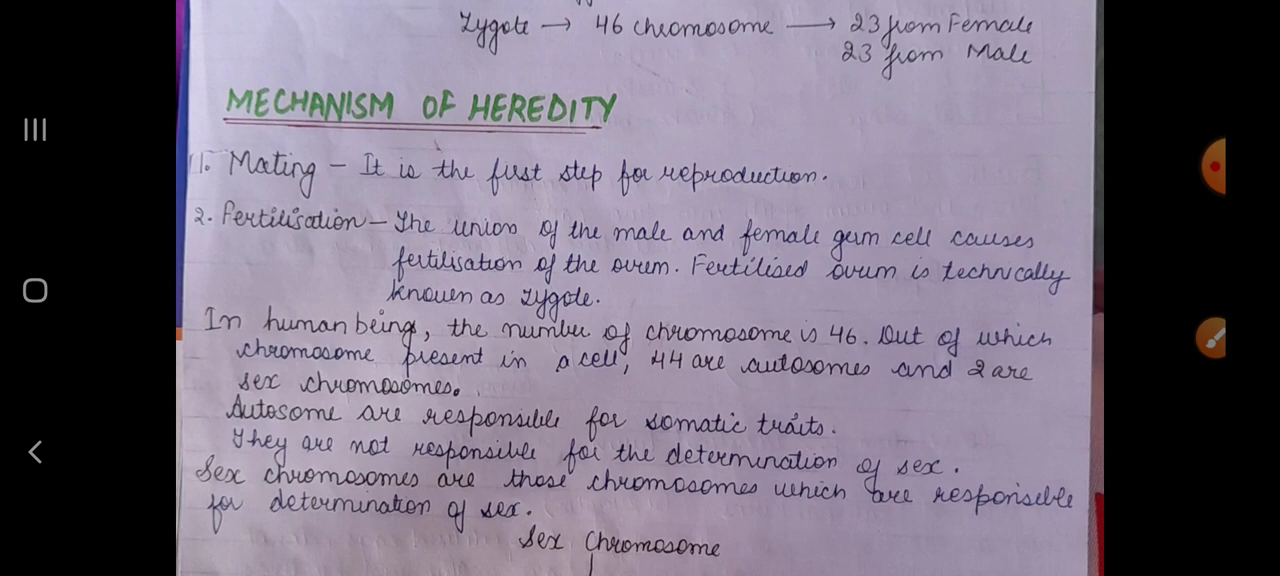 Zygote → 46 chromosome → 23 from Female
23 from Male
MECHANISM OF HEREDITY
1. Mating - It is the first step for reproduction.
2. Fertilisation - The union of the male and female gum cell causes
fertilisation of the ovum. Fertilised ovum is technically
known as zygote.
In human beings, the number of chromosome is 46. Out of which
chromosome present in a cell, 44 are autosomes and 2 are
sex chromosomes.
Autosome are responsible for somatic traits.
They are not responsible for the determination of sex.
Sex chromosomes are those chromosomes which are responsible
for determination of sex.
Sex Chromosome